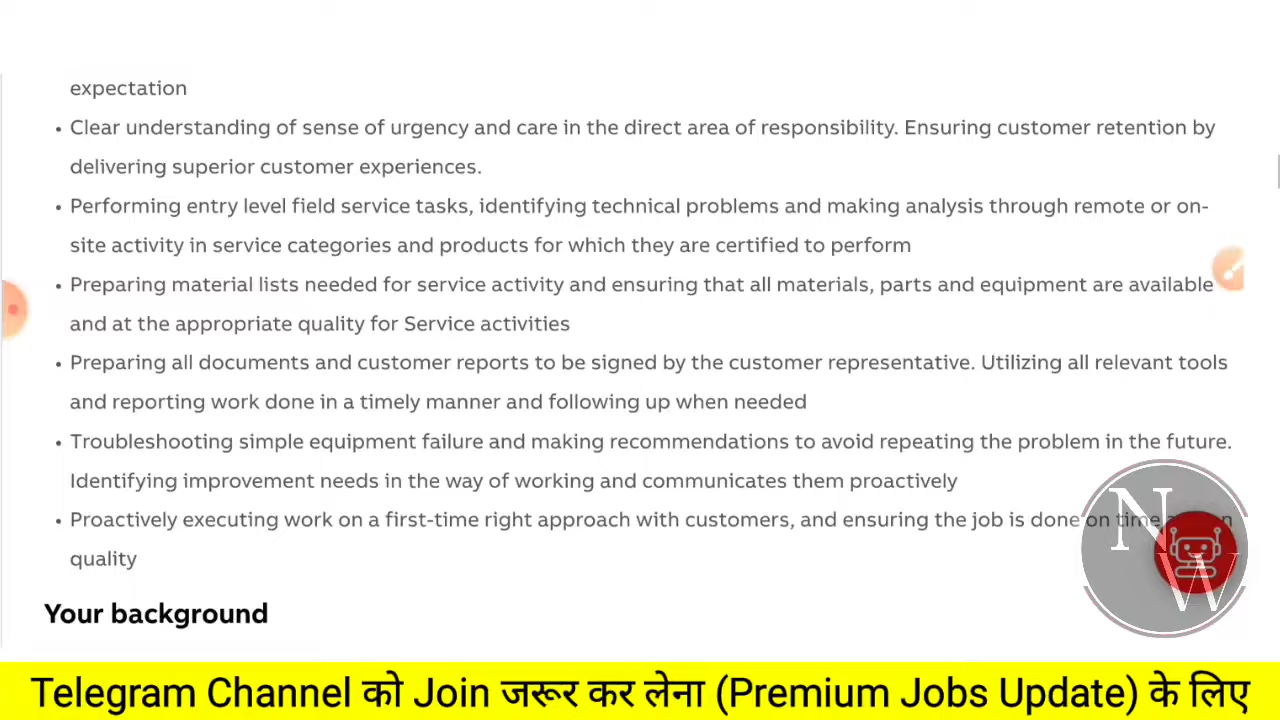 expectation
• Clear understanding of sense of urgency and care in the direct area of responsibility. Ensuring customer retention by
delivering superior customer experiences.
• Performing entry level field service tasks, identifying technical problems and making analysis through remote or on-
site activity in service categories and products for which they are certified to perform
• Preparing material lists needed for service activity and ensuring that all materials, parts and equipment are available
and at the appropriate quality for Service activities
• Preparing all documents and customer reports to be signed by the customer representative. Utilizing all relevant tools
and reporting work done in a timely manner and following up when needed
• Troubleshooting simple equipment failure and making recommendations to avoid repeating the problem in the future.
Identifying improvement needs in the way of working and communicates them proactively
• Proactively executing work on a first-time right approach with customers, and ensuring the job is done on time
quality
Your background
N
W
Telegram Channel को Join जरूर कर लेना (Premium Jobs Update) के लिए